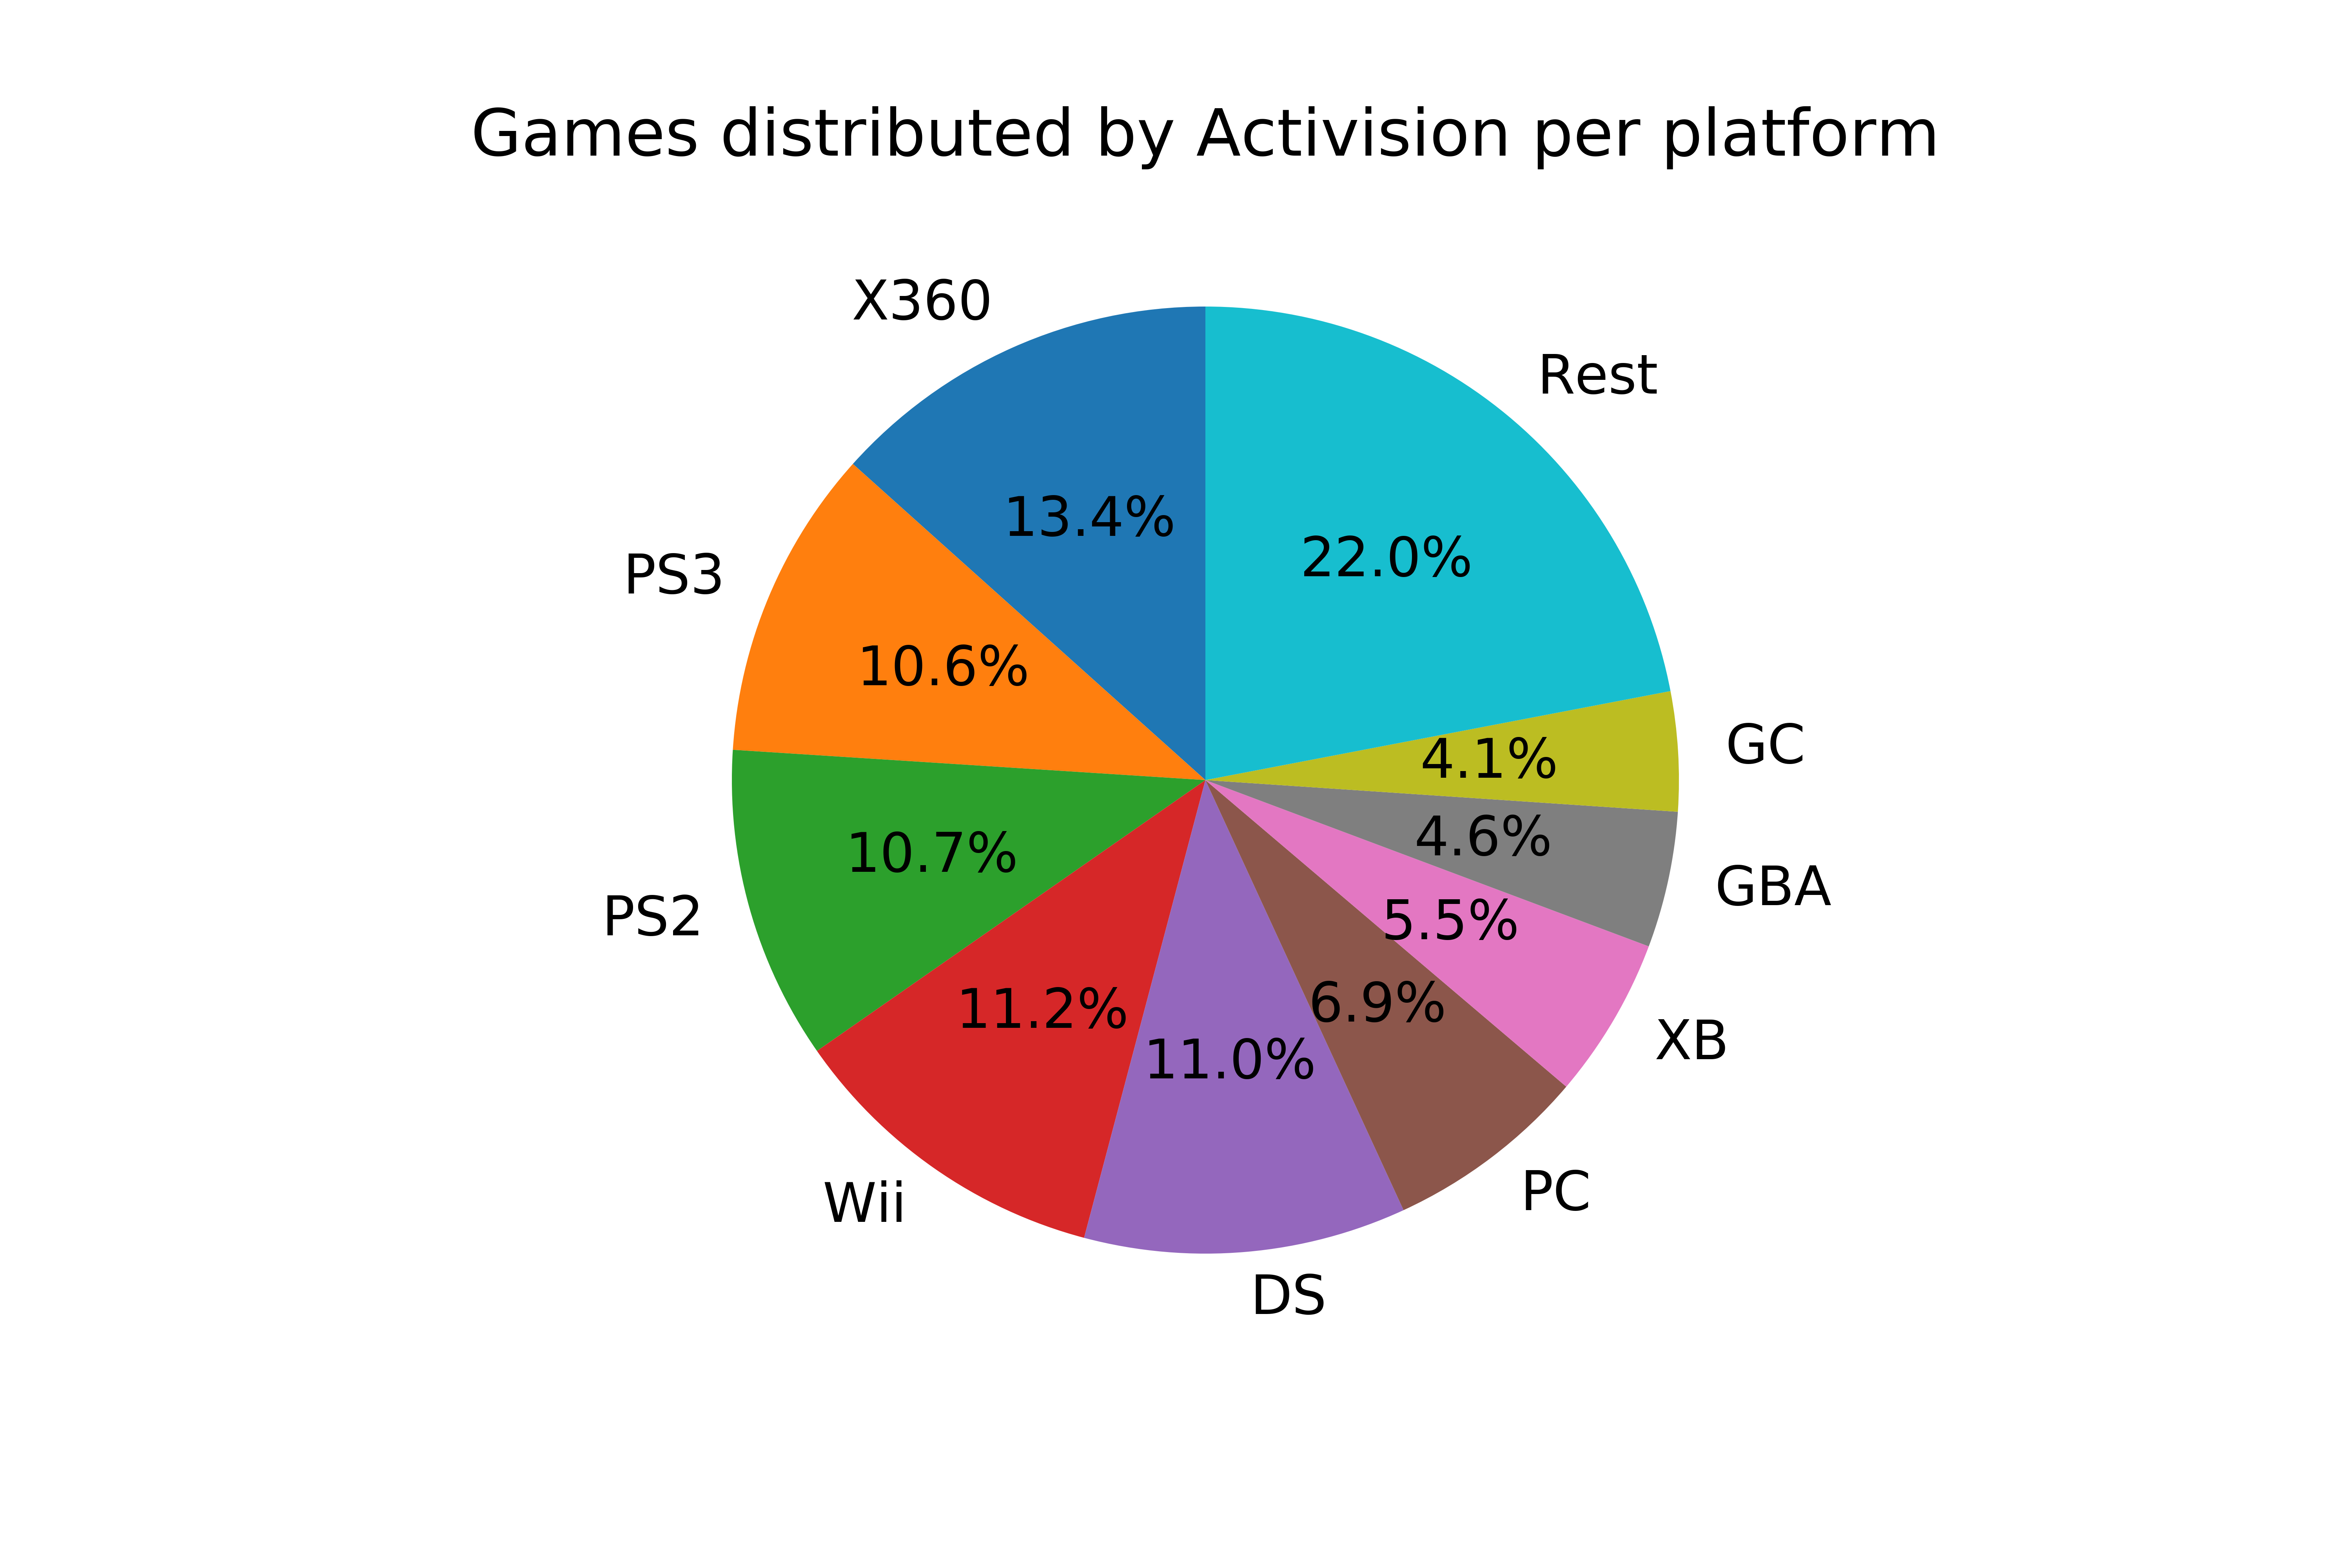 Games distributed by Activision per platform
X360
Rest
13.4%
22.0%
PS3
10.6%
GC
4.1%
4.6%
10.7%
GBA
5.5%
PS2
6.9%
11.2%
XB
11.0%
PC
Wii
DS